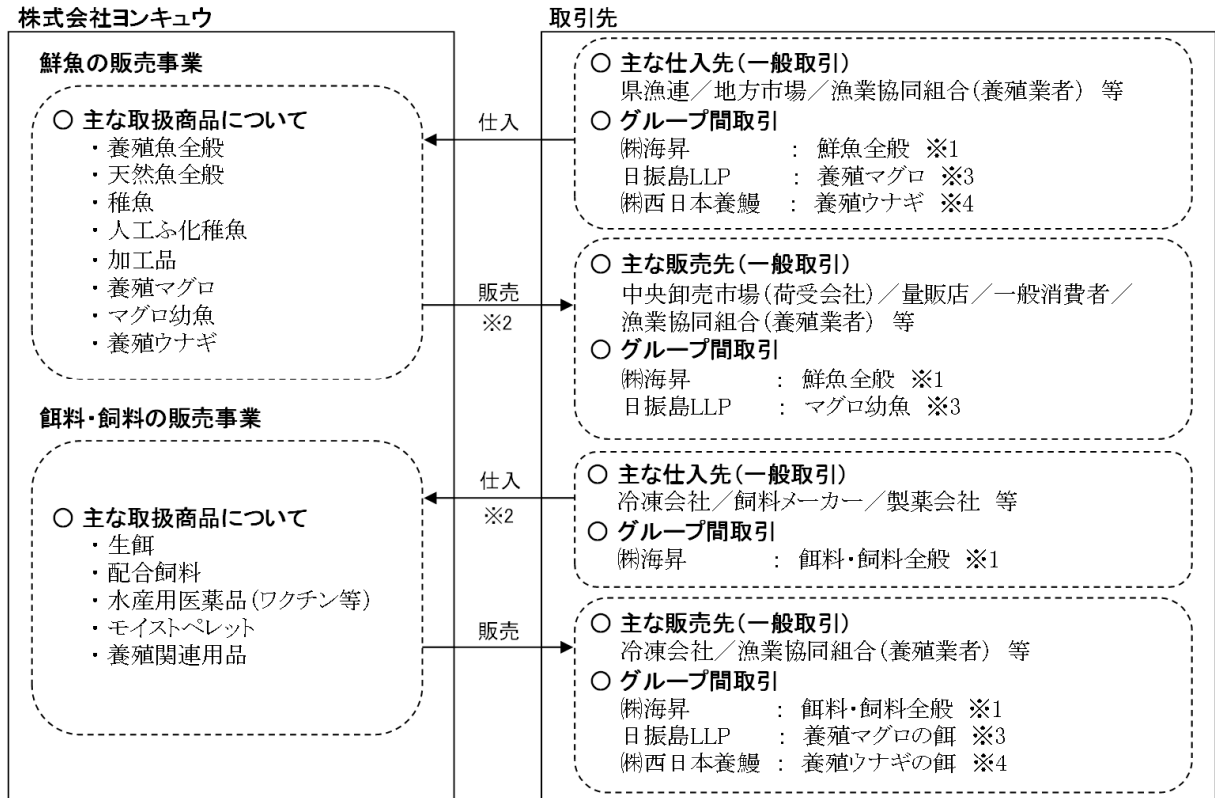 株式会社ヨンキュウ
取引先
鮮魚の販売事業
○ 主な取扱商品について
・養殖魚全般
・天然魚全般
・稚魚
・人工ふ化稚魚
・加工品
・養殖マグロ
・マグロ幼魚
・養殖ウナギ
仕入
○ 主な仕入先(一般取引)
県漁連／地方市場／漁業協同組合(養殖業者) 等
○ グループ間取引
㈱海昇 : 鮮魚全般 ※1
日振島LLP : 養殖マグロ ※3
㈱西日本養鰻 : 養殖ウナギ ※4
販売
※2
○ 主な販売先(一般取引)
中央卸売市場(荷受会社)／量販店／一般消費者／
漁業協同組合(養殖業者) 等
○ グループ間取引
㈱海昇 : 鮮魚全般 ※1
日振島LLP : マグロ幼魚 ※3
餌料・飼料の販売事業
○ 主な取扱商品について
・生餌
・配合飼料
・水産用医薬品(ワクチン等)
・モイストペレット
・養殖関連用品
仕入
※2
○ 主な仕入先(一般取引)
冷凍会社／飼料メーカー／製薬会社 等
○ グループ間取引
㈱海昇 : 餌料・飼料全般 ※1
販売
○ 主な販売先(一般取引)
冷凍会社／漁業協同組合(養殖業者) 等
○ グループ間取引
㈱海昇 : 餌料・飼料全般 ※1
日振島LLP : 養殖マグロの餌 ※3
㈱西日本養鰻 : 養殖ウナギの餌 ※4